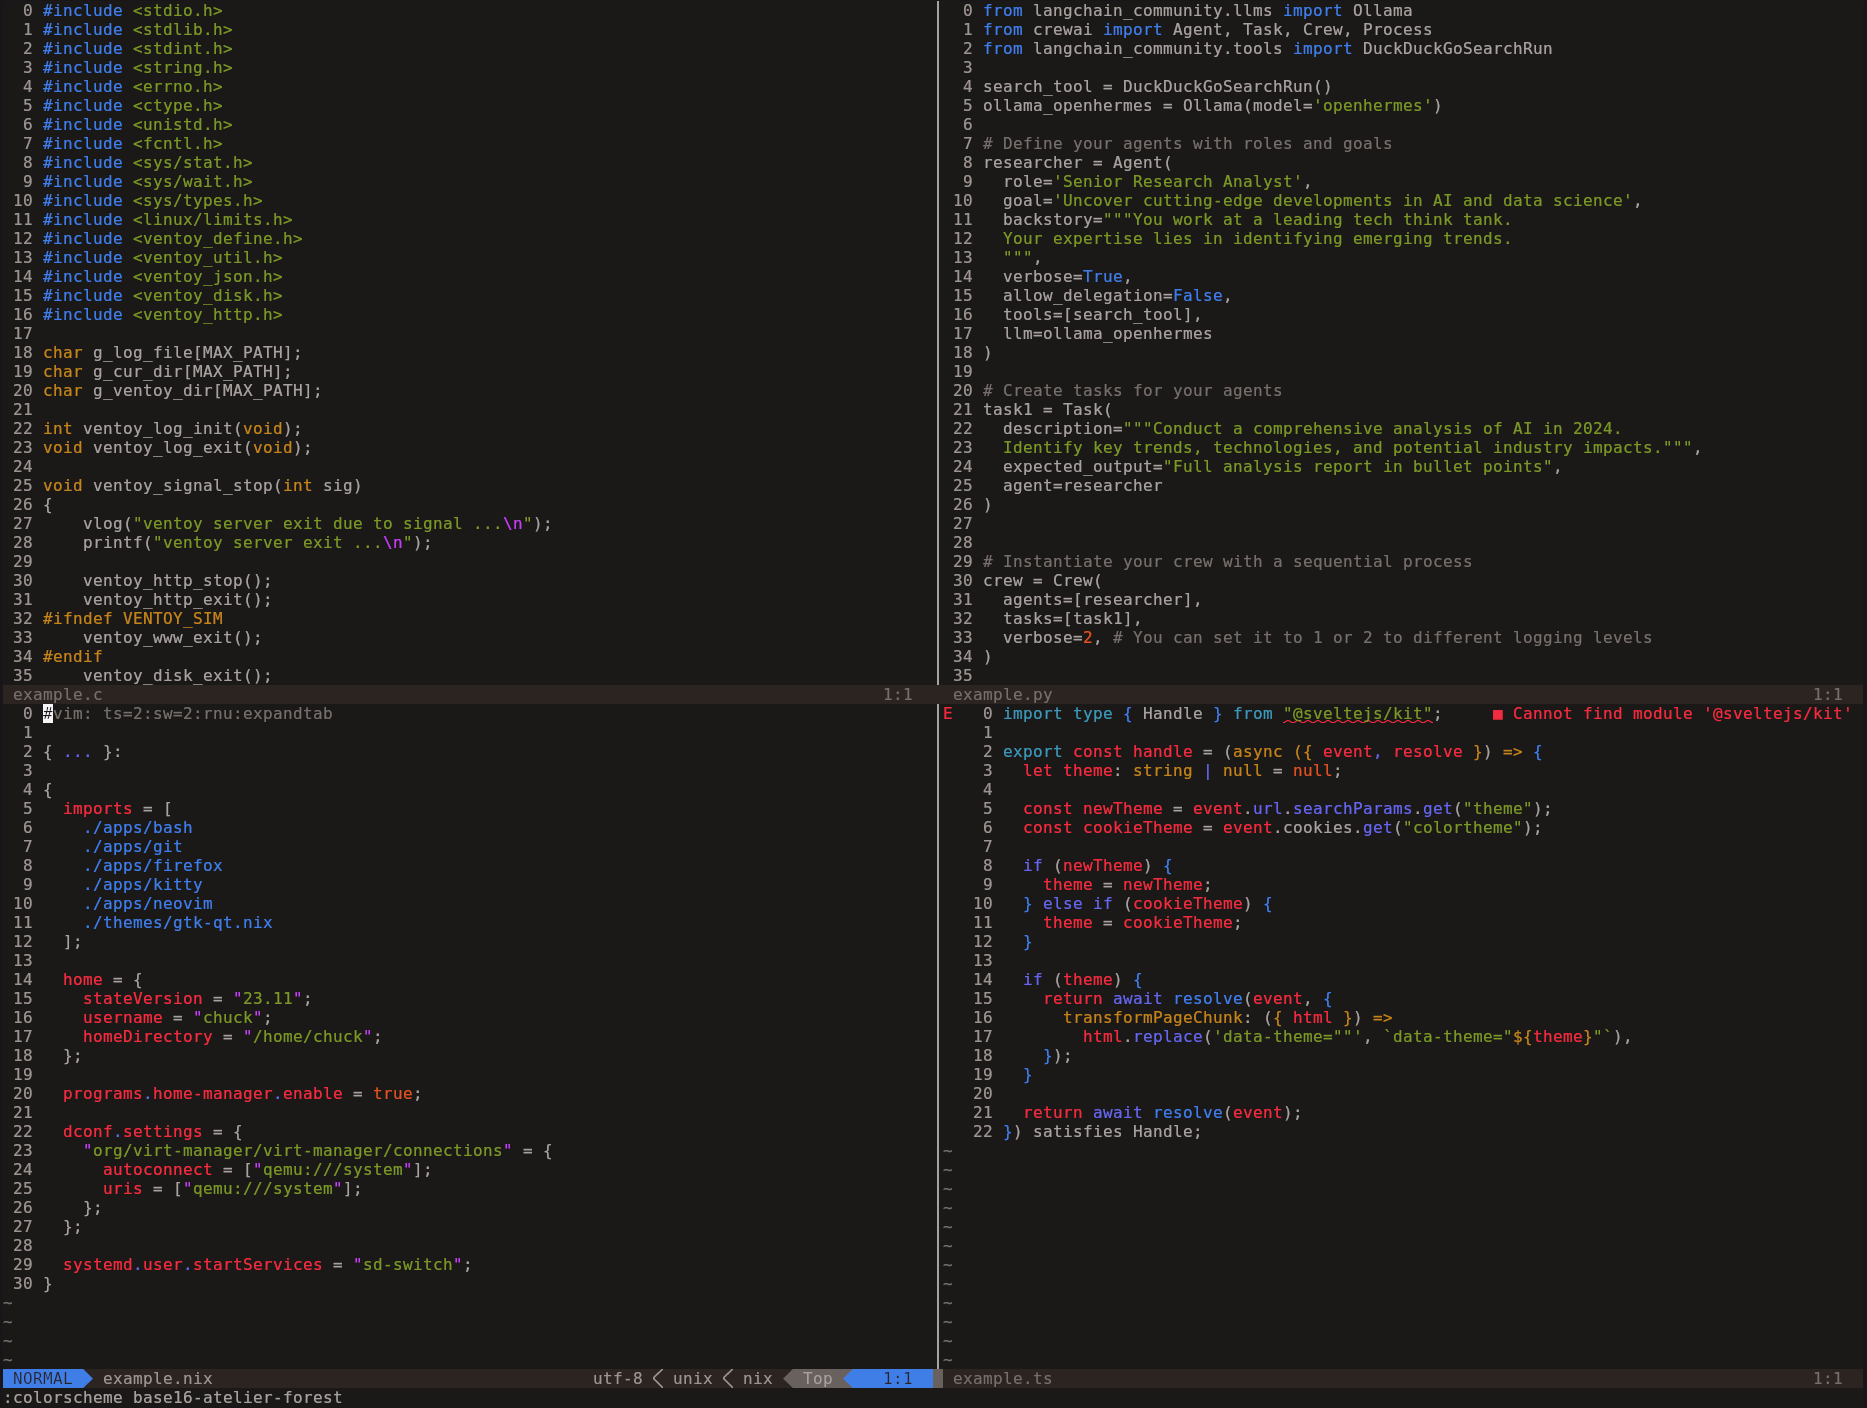 0 #include <stdio.h>
1 #include <stdlib.h>
2 #include <stdint.h>
3 #include <string.h>
4 #include <errno.h>
5 #include <ctype.h>
6 #include <unistd.h>
7 #include <fcntl.h>
8 #include <sys/stat.h>
9 #include <sys/wait.h>
10 #include <sys/types.h>
11 #include <linux/limits.h>
12 #include <ventoy_define.h>
13 #include <ventoy_util.h>
14 #include <ventoy_json.h>
15 #include <ventoy_disk.h>
16 #include <ventoy_http.h>
17
18 char g_log_file[MAX_PATH];
19 char g_cur_dir[MAX_PATH];
20 char g_ventoy_dir[MAX_PATH];
21
22 int ventoy_log_init(void);
23 void ventoy_log_exit(void);
24
25 void ventoy_signal_stop(int sig)
26 {
27     vlog("ventoy server exit due to signal ...\n");
28     printf("ventoy server exit ...\n");
29
30     ventoy_http_stop();
31     ventoy_http_exit();
32 #ifndef VENTOY_SIM
33     ventoy_www_exit();
34 #endif
35     ventoy_disk_exit();
example.c 1:1
0 from langchain_community.llms import Ollama
1 from crewai import Agent, Task, Crew, Process
2 from langchain_community.tools import DuckDuckGoSearchRun
3
4 search_tool = DuckDuckGoSearchRun()
5 ollama_openhermes = Ollama(model='openhermes')
6
7 # Define your agents with roles and goals
8 researcher = Agent(
9   role='Senior Research Analyst',
10   goal='Uncover cutting-edge developments in AI and data science',
11   backstory="""You work at a leading tech think tank.
12   Your expertise lies in identifying emerging trends.
13   """,
14   verbose=True,
15   allow_delegation=False,
16   tools=[search_tool],
17   llm=ollama_openhermes
18 )
19
20 # Create tasks for your agents
21 task1 = Task(
22   description="""Conduct a comprehensive analysis of AI in 2024.
23   Identify key trends, technologies, and potential industry impacts.""",
24   expected_output="Full analysis report in bullet points",
25   agent=researcher
26 )
27
28
29 # Instantiate your crew with a sequential process
30 crew = Crew(
31   agents=[researcher],
32   tasks=[task1],
33   verbose=2, # You can set it to 1 or 2 to different logging levels
34 )
35
example.py 1:1
0 #vim: ts=2:sw=2:rnu:expandtab
1
2 { ... }:
3
4 {
5   imports = [
6     ./apps/bash
7     ./apps/git
8     ./apps/firefox
9     ./apps/kitty
10     ./apps/neovim
11     ./themes/gtk-qt.nix
12   ];
13
14   home = {
15     stateVersion = "23.11";
16     username = "chuck";
17     homeDirectory = "/home/chuck";
18   };
19
20   programs.home-manager.enable = true;
21
22   dconf.settings = {
23     "org/virt-manager/virt-manager/connections" = {
24       autoconnect = ["qemu:///system"];
25       uris = ["qemu:///system"];
26     };
27   };
28
29   systemd.user.startServices = "sd-switch";
30 }
~
~
~
~
NORMAL example.nix utf-8 unix nix Top 1:1
E 0 import type { Handle } from "@sveltejs/kit";     ■ Cannot find module '@sveltejs/kit'
1
2 export const handle = (async ({ event, resolve }) => {
3   let theme: string | null = null;
4
5   const newTheme = event.url.searchParams.get("theme");
6   const cookieTheme = event.cookies.get("colortheme");
7
8   if (newTheme) {
9     theme = newTheme;
10   } else if (cookieTheme) {
11     theme = cookieTheme;
12   }
13
14   if (theme) {
15     return await resolve(event, {
16       transformPageChunk: ({ html }) =>
17         html.replace('data-theme=""', `data-theme="${theme}"`),
18     });
19   }
20
21   return await resolve(event);
22 }) satisfies Handle;
~
~
~
~
~
~
~
~
~
~
~
~
example.ts 1:1
:colorscheme base16-atelier-forest